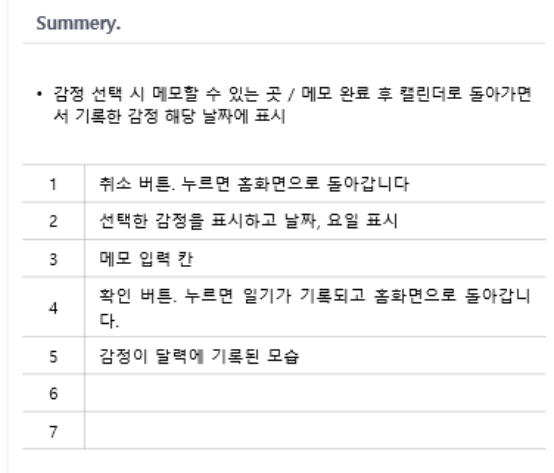 Summery.
• 감정 선택 시 메모할 수 있는 곳 / 메모 완료 후 캘린더로 돌아가면
서 기록한 감정 해당 날짜에 표시
1 취소 버튼. 누르면 홈화면으로 돌아갑니다
2 선택한 감정을 표시하고 날짜, 요일 표시
3 메모 입력 칸
4 확인 버튼. 누르면 일기가 기록되고 홈화면으로 돌아갑니
다.
5 감정이 달력에 기록된 모습
6
7